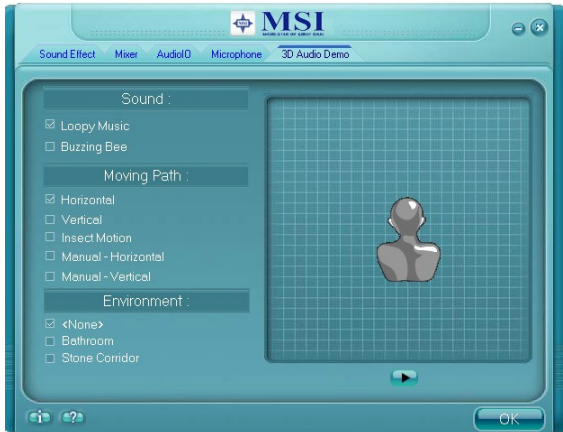 MSI
Sound Effect Mixer AudioIO Microphone 3D Audio Demo
Sound :
Loopy Music
Buzzing Bee
Moving Path :
Horizontal
Vertical
Insect Motion
Manual - Horizontal
Manual - Vertical
Environment :
<None>
Bathroom
Stone Corridor
i ?
OK